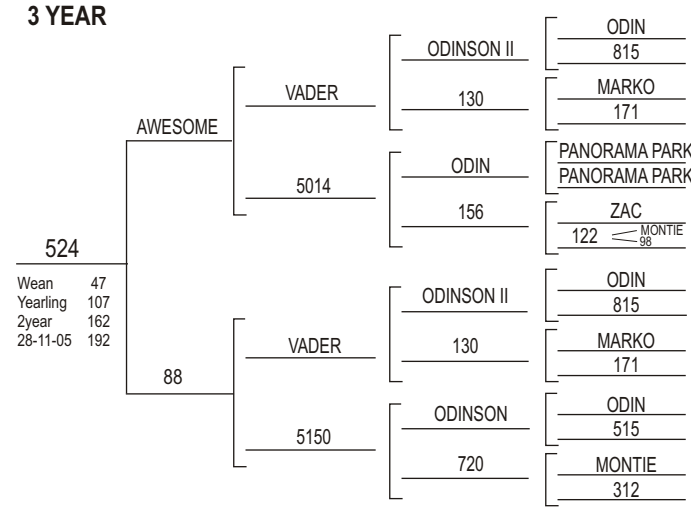 3 YEAR
524
Wean 47
Yearling 107
2year 162
28-11-05 192
AWESOME
88
VADER
5014
VADER
5150
ODINSON II
130
ODIN
156
ODINSON II
130
ODINSON
720
ODIN
815
MARKO
171
PANORAMA PARK
PANORAMA PARK
ZAC
122 MONTIE
98
ODIN
815
MARKO
171
ODIN
515
MONTIE
312